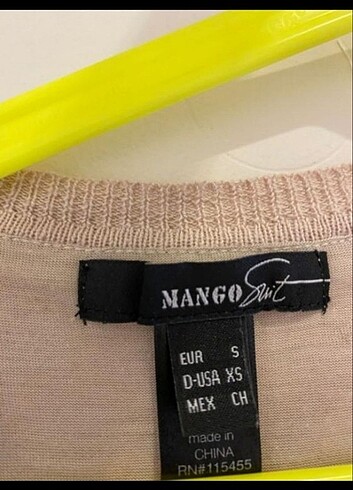 MANGO Suit
EUR S
D-USA XS
MEX CH
made in
CHINA
RN#115455